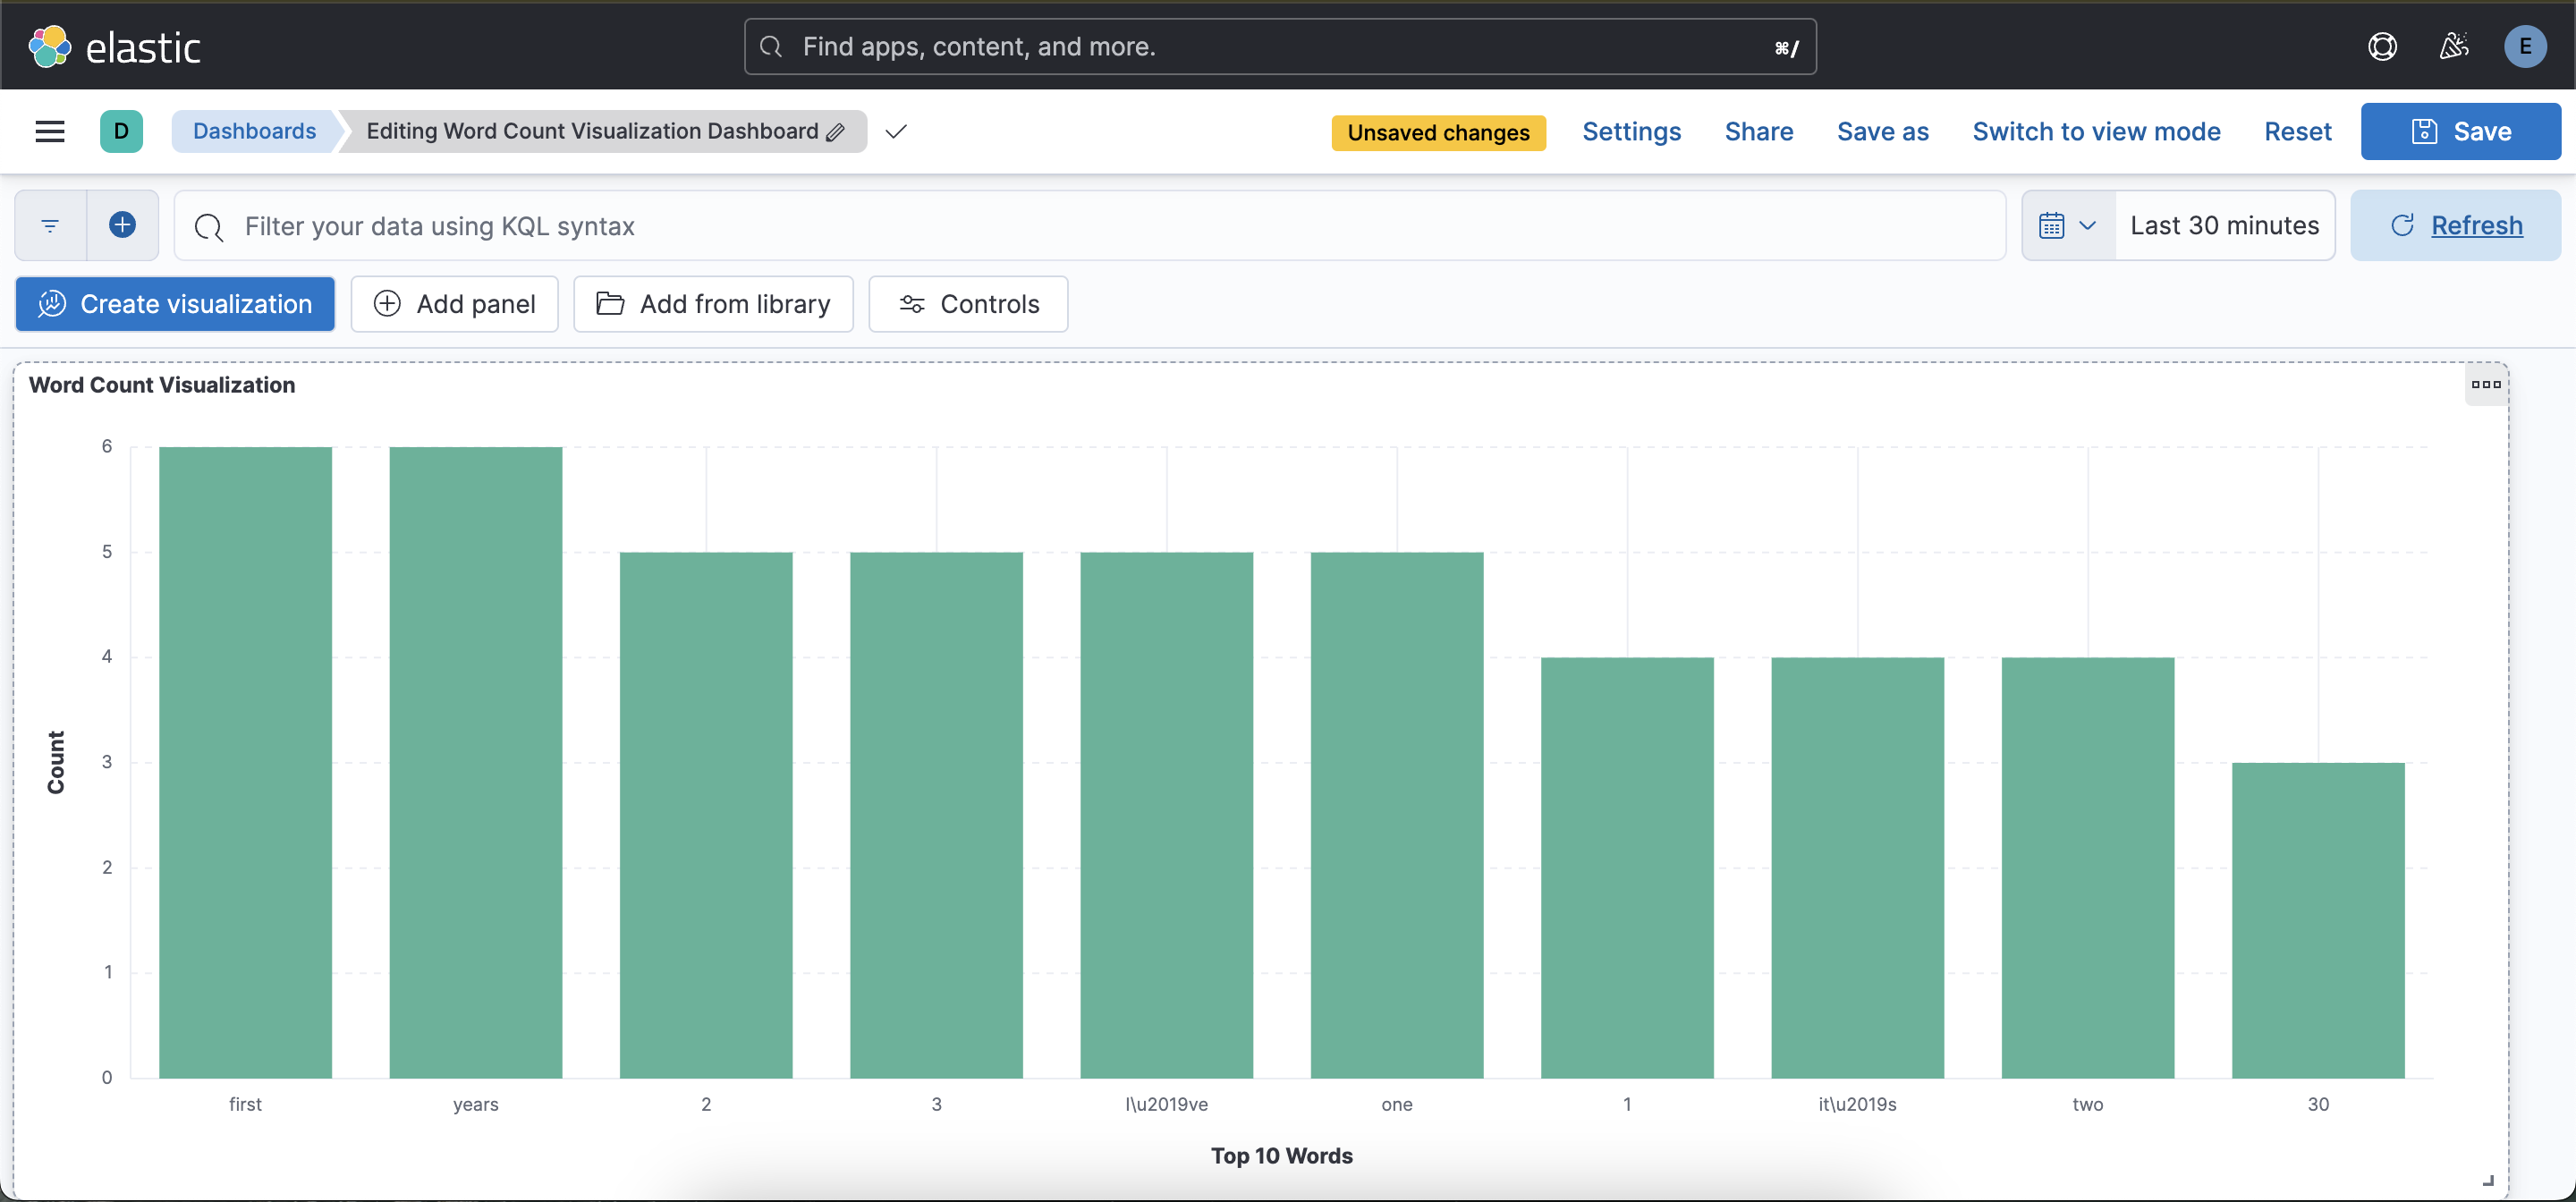 elastic
Find apps, content, and more.
⌘/
E
D
Dashboards
Editing Word Count Visualization Dashboard
Unsaved changes
Settings
Share
Save as
Switch to view mode
Reset
Save
Filter your data using KQL syntax
Last 30 minutes
Refresh
Create visualization
Add panel
Add from library
Controls
Word Count Visualization
6
5
4
3
2
1
0
Count
first
years
2
3
I\u2019ve
one
1
it\u2019s
two
30
Top 10 Words